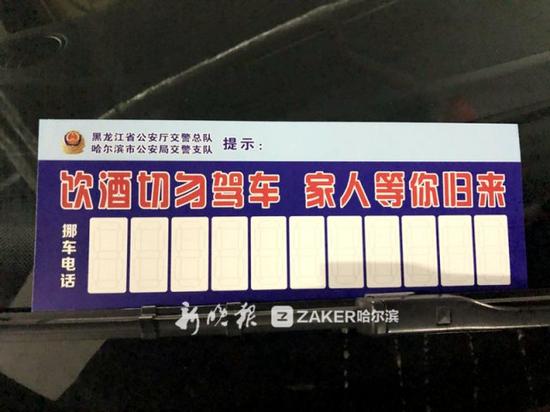 黑龙江省公安厅交警总队
哈尔滨市公安局交警支队
提示：
饮酒切勿驾车 家人等你归来
挪车电话
新晚报 ZAKER哈尔滨